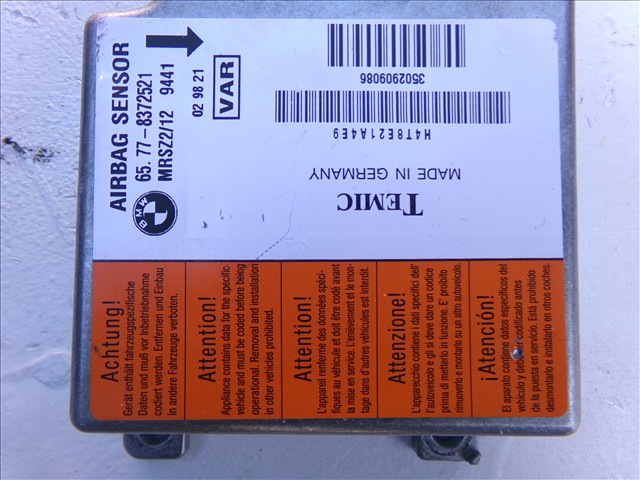 AIRBAG SENSOR
65.77-8372521
MRSZ2/12 9441
BMW
02 98 21
VAR
3502909086
H4T8E21A4E9
MADE IN GERMANY
TEMIC
Achtung!
Gerät enthält fahrzeugspezifische
Daten und muß vor Inbetriebnahme
codiert werden. Entfernen und Einbau
in andere Fahrzeuge verboten.
Attention!
Appliance contains data for the specific
vehicle and must be coded before being
operational. Removal and installation
in other vehicles prohibited.
Attention!
L'appareil renferme des données spéci-
fiques au véhicule et doit être codé avant
la mise en service. L'enlèvement et le mon-
tage dans d'autres véhicules est interdit.
Attenzione!
L'apparecchio contiene i dati specifici dell'
l'autoveicolo e gli si deve dare un codice
prima di metterlo in funzione. E' proibito
rimuoverlo e montarlo su un altro autoveicolo.
¡Atención!
El aparato contiene datos específicos del
vehículo y debe ser codificado antes
de la puesta en servicio. Está prohibido
desmontarlo e instalarlo en otros coches.